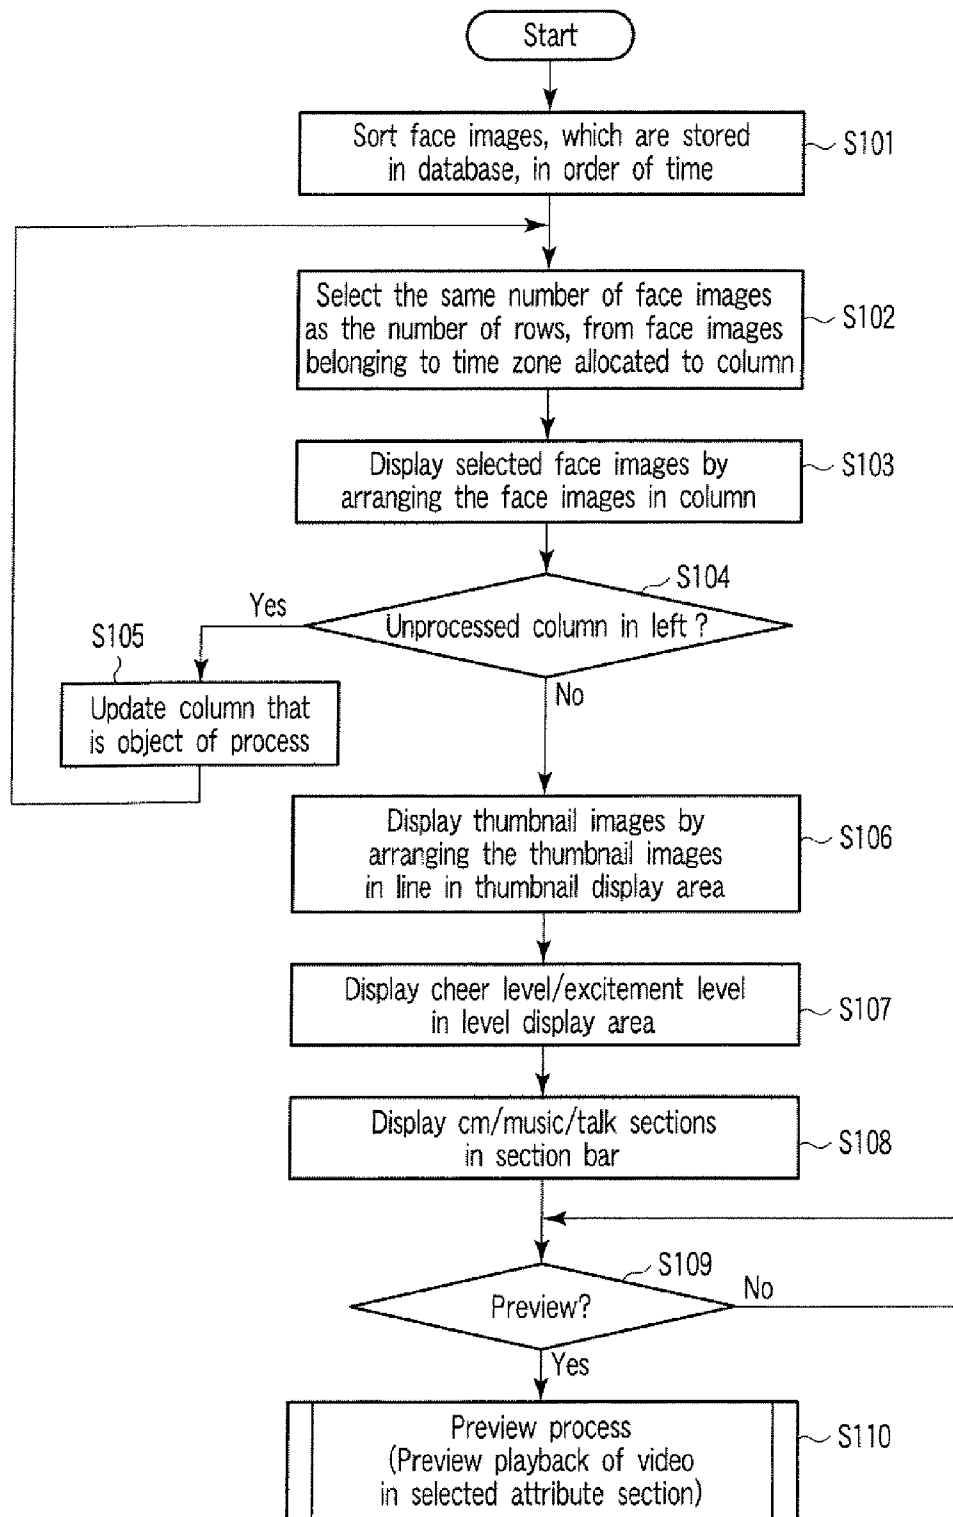 Start
Sort face images, which are stored
in database, in order of time
S101
Select the same number of face images
as the number of rows, from face images
belonging to time zone allocated to column
S102
Display selected face images by
arranging the face images in column
S103
S104
Unprocessed column in left?
Yes
No
S105
Update column that
is object of process
Display thumbnail images by
arranging the thumbnail images
in line in thumbnail display area
S106
Display cheer level/excitement level
in level display area
S107
Display cm/music/talk sections
in section bar
S108
S109
Preview?
No
Yes
Preview process
(Preview playback of video
in selected attribute section)
S110